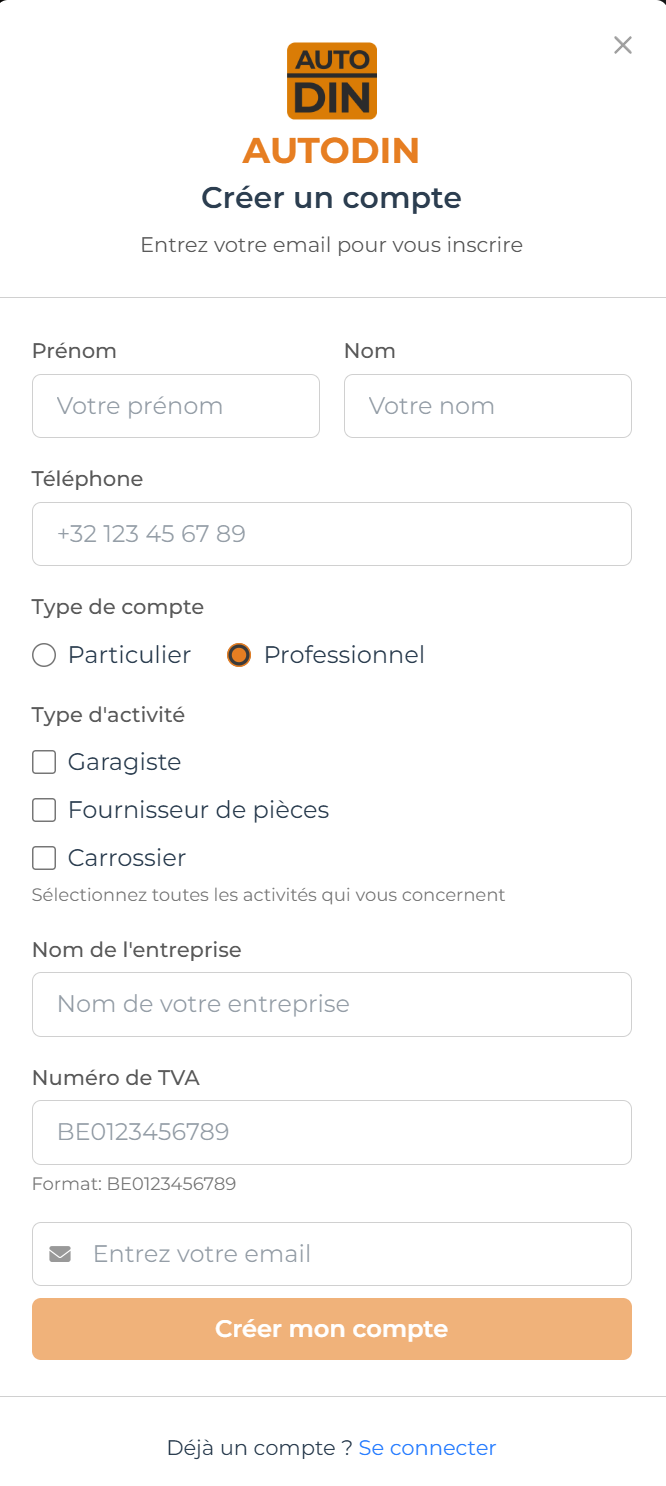 AUTO
DIN
AUTODIN
Créer un compte
Entrez votre email pour vous inscrire
Prénom
Nom
Votre prénom
Votre nom
Téléphone
+32 123 45 67 89
Type de compte
Particulier
Professionnel
Type d'activité
Garagiste
Fournisseur de pièces
Carrossier
Sélectionnez toutes les activités qui vous concernent
Nom de l'entreprise
Nom de votre entreprise
Numéro de TVA
BE0123456789
Format: BE0123456789
Entrez votre email
Créer mon compte
Déjà un compte ? Se connecter